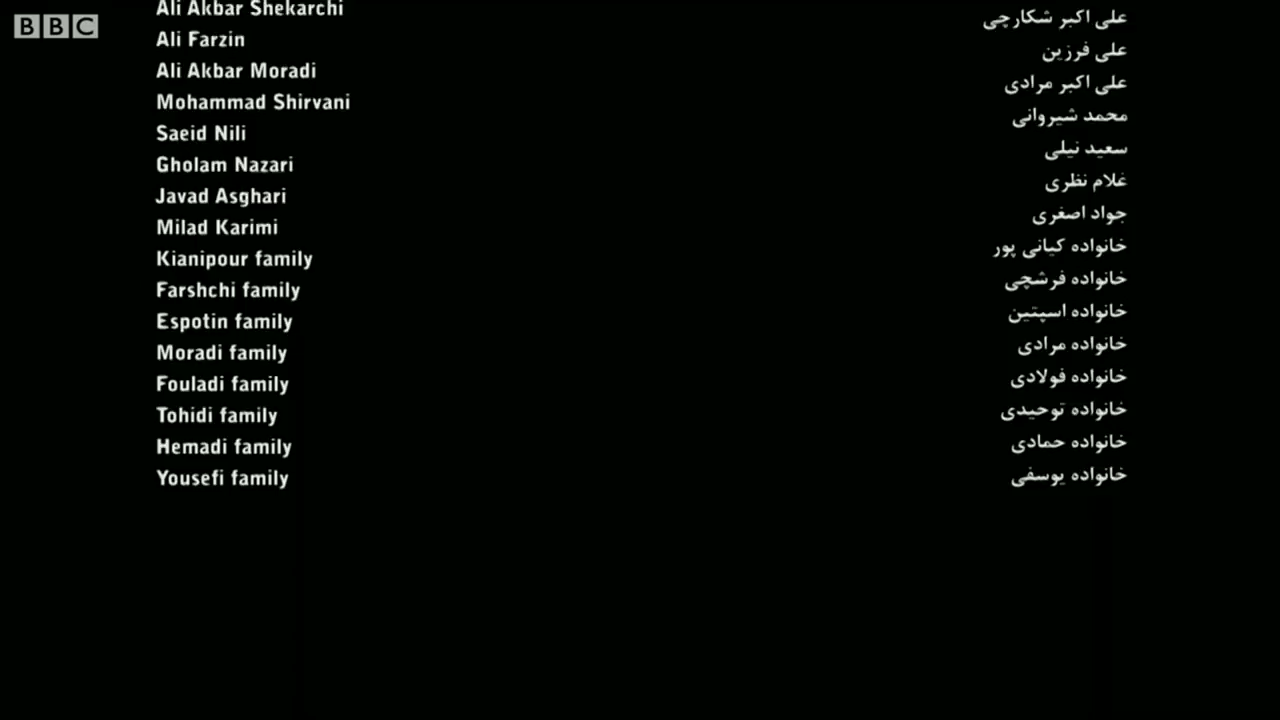 BBC
Ali Akbar Shekarchi
علی اکبر شکارچی
Ali Farzin
علی فرزین
Ali Akbar Moradi
علی اکبر مرادی
Mohammad Shirvani
محمد شیروانی
Saeid Nili
سعید نیلی
Gholam Nazari
غلام نظری
Javad Asghari
جواد اصغری
Milad Karimi
Kianipour family
خانواده کیانی پور
Farshchi family
خانواده فرشچی
Espotin family
خانواده اسپتین
Moradi family
خانواده مرادی
Fouladi family
خانواده فولادی
Tohidi family
خانواده توحیدی
Hemadi family
خانواده حمادی
Yousefi family
خانواده یوسفی